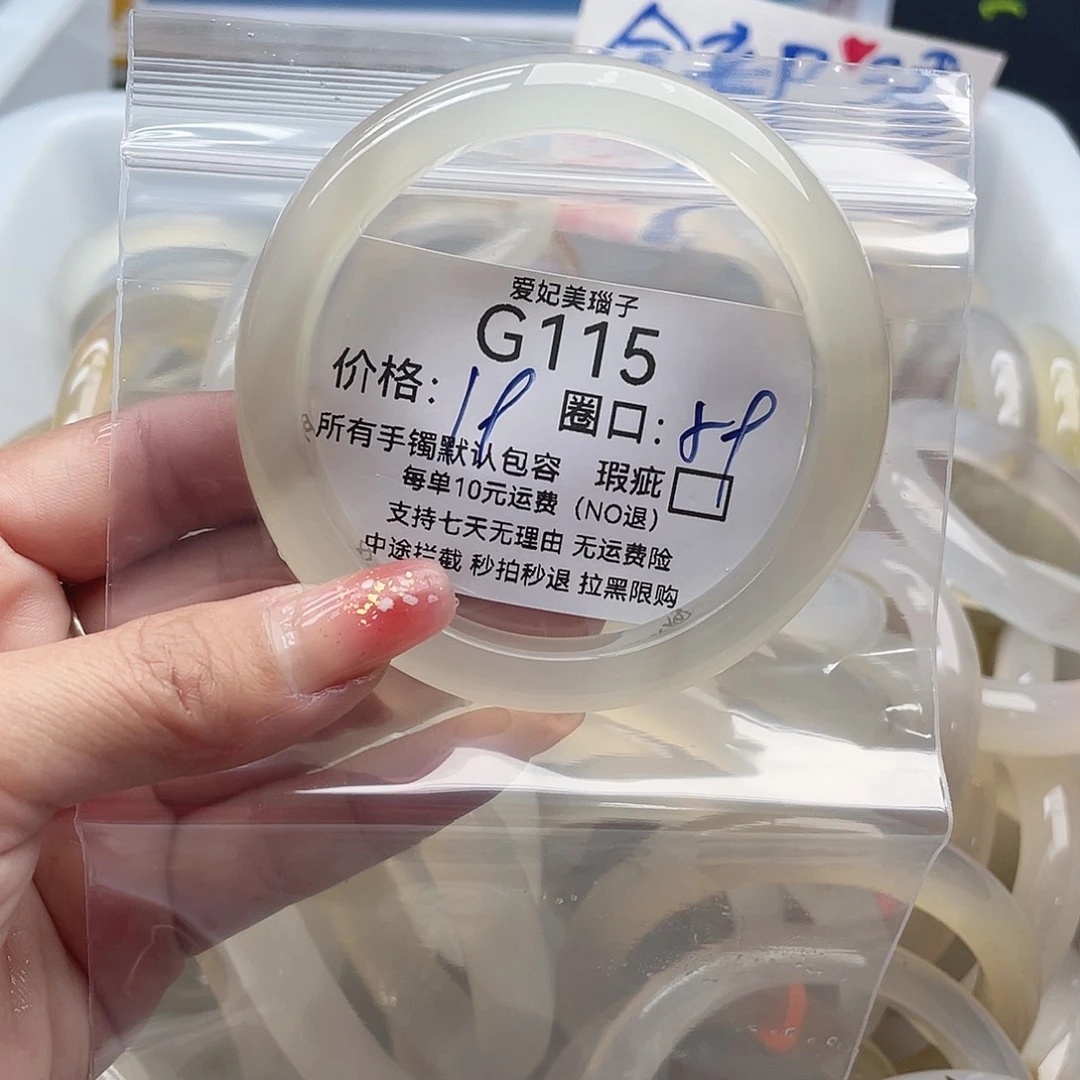 爱妃美瑙子
G115
价格：19 圈口：59
所有手镯默认包容 瑕疵
每单10元运费（NO退）
支持七天无理由 无运费险
中途拦截 秒拍秒退 拉黑限购